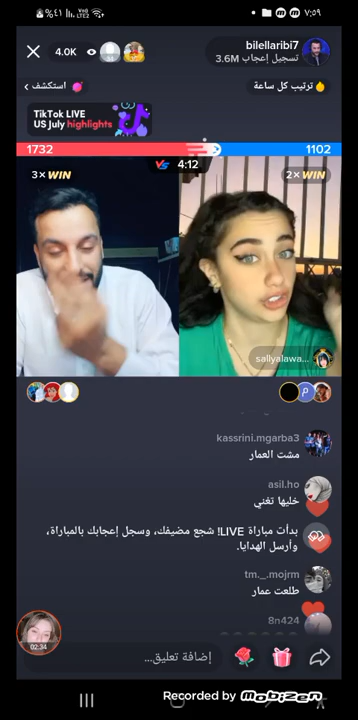 %٤١
LTE2
٧:٥٩
4.0K
bilellaribi7
تسجيل إعجاب 3.6M
استكشف
ترتيب كل ساعة
TikTok LIVE
US July highlights
1732
1102
VS 4:12
3× WIN
2× WIN
sallyalawa...
kassrini.mgarba3
مشت العمار
asil.ho
خليها تغني
بدأت مباراة LIVE! شجع مضيفك، وسجل إعجابك بالمباراة،
وأرسل الهدايا.
tm._.mojrm
طلعت عمار
8n424
02:34
إضافة تعليق...
Recorded by mobizen